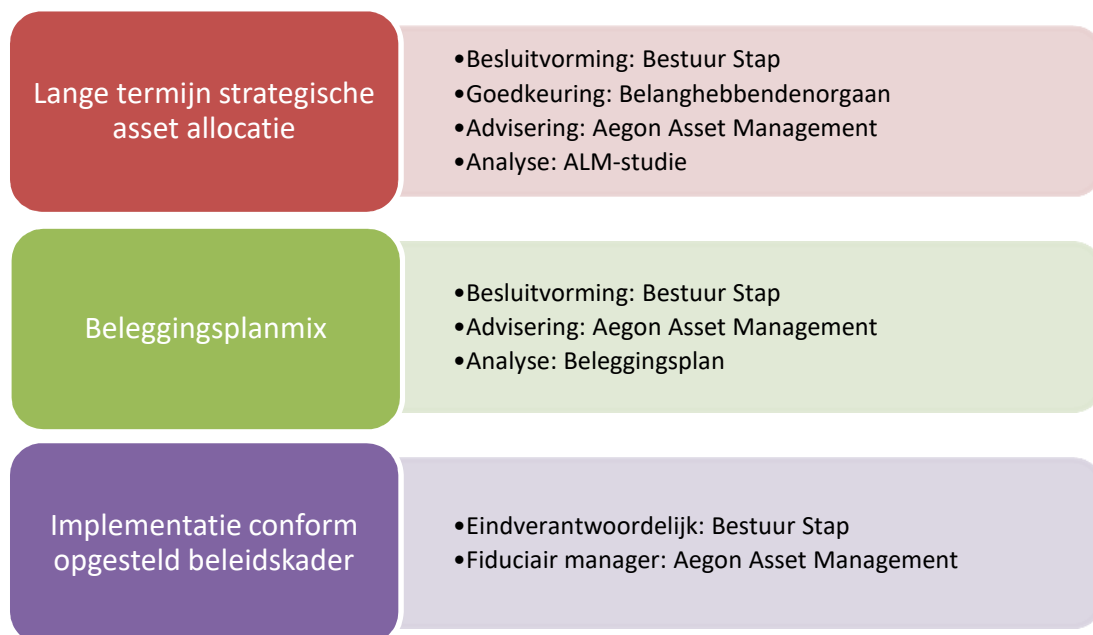 Lange termijn strategische
asset allocatie
•Besluitvorming: Bestuur Stap
•Goedkeuring: Belanghebbendenorgaan
•Advisering: Aegon Asset Management
•Analyse: ALM-studie
Beleggingsplanmix
•Besluitvorming: Bestuur Stap
•Advisering: Aegon Asset Management
•Analyse: Beleggingsplan
Implementatie conform
opgesteld beleidskader
•Eindverantwoordelijk: Bestuur Stap
•Fiduciair manager: Aegon Asset Management